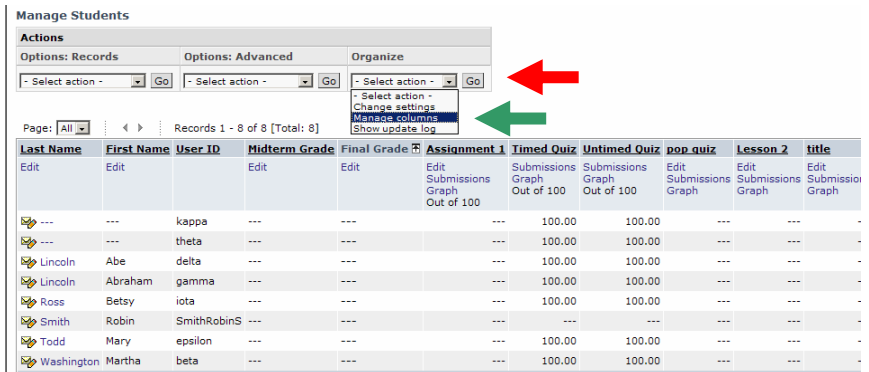 Manage Students
Actions
Options: Records Options: Advanced Organize
- Select action - Go - Select action - Go - Select action - Go
- Select action -
Change settings
Manage columns
Show update log
Page: All Records 1 - 8 of 8 [Total: 8]
Last Name First Name User ID Midterm Grade Final Grade Assignment 1 Timed Quiz Untimed Quiz pop quiz Lesson 2 title
Edit Edit Edit Edit Edit Submissions Submissions Edit Edit Edit
Submissions Graph Graph Submissions Submissions Submission
Graph Out of 100 Out of 100 Graph Graph Graph
Out of 100
--- --- kappa --- --- --- 100.00 100.00 --- --- -
--- --- theta --- --- --- 100.00 100.00 --- --- -
Lincoln Abe delta --- --- --- 100.00 100.00 --- --- -
Lincoln Abraham gamma --- --- --- 100.00 100.00 --- --- -
Ross Betsy iota --- --- --- 100.00 100.00 --- --- -
Smith Robin SmithRobinS --- --- --- --- --- --- --- -
Todd Mary epsilon --- --- --- 100.00 100.00 --- --- -
Washington Martha beta --- --- --- 100.00 100.00 --- --- -